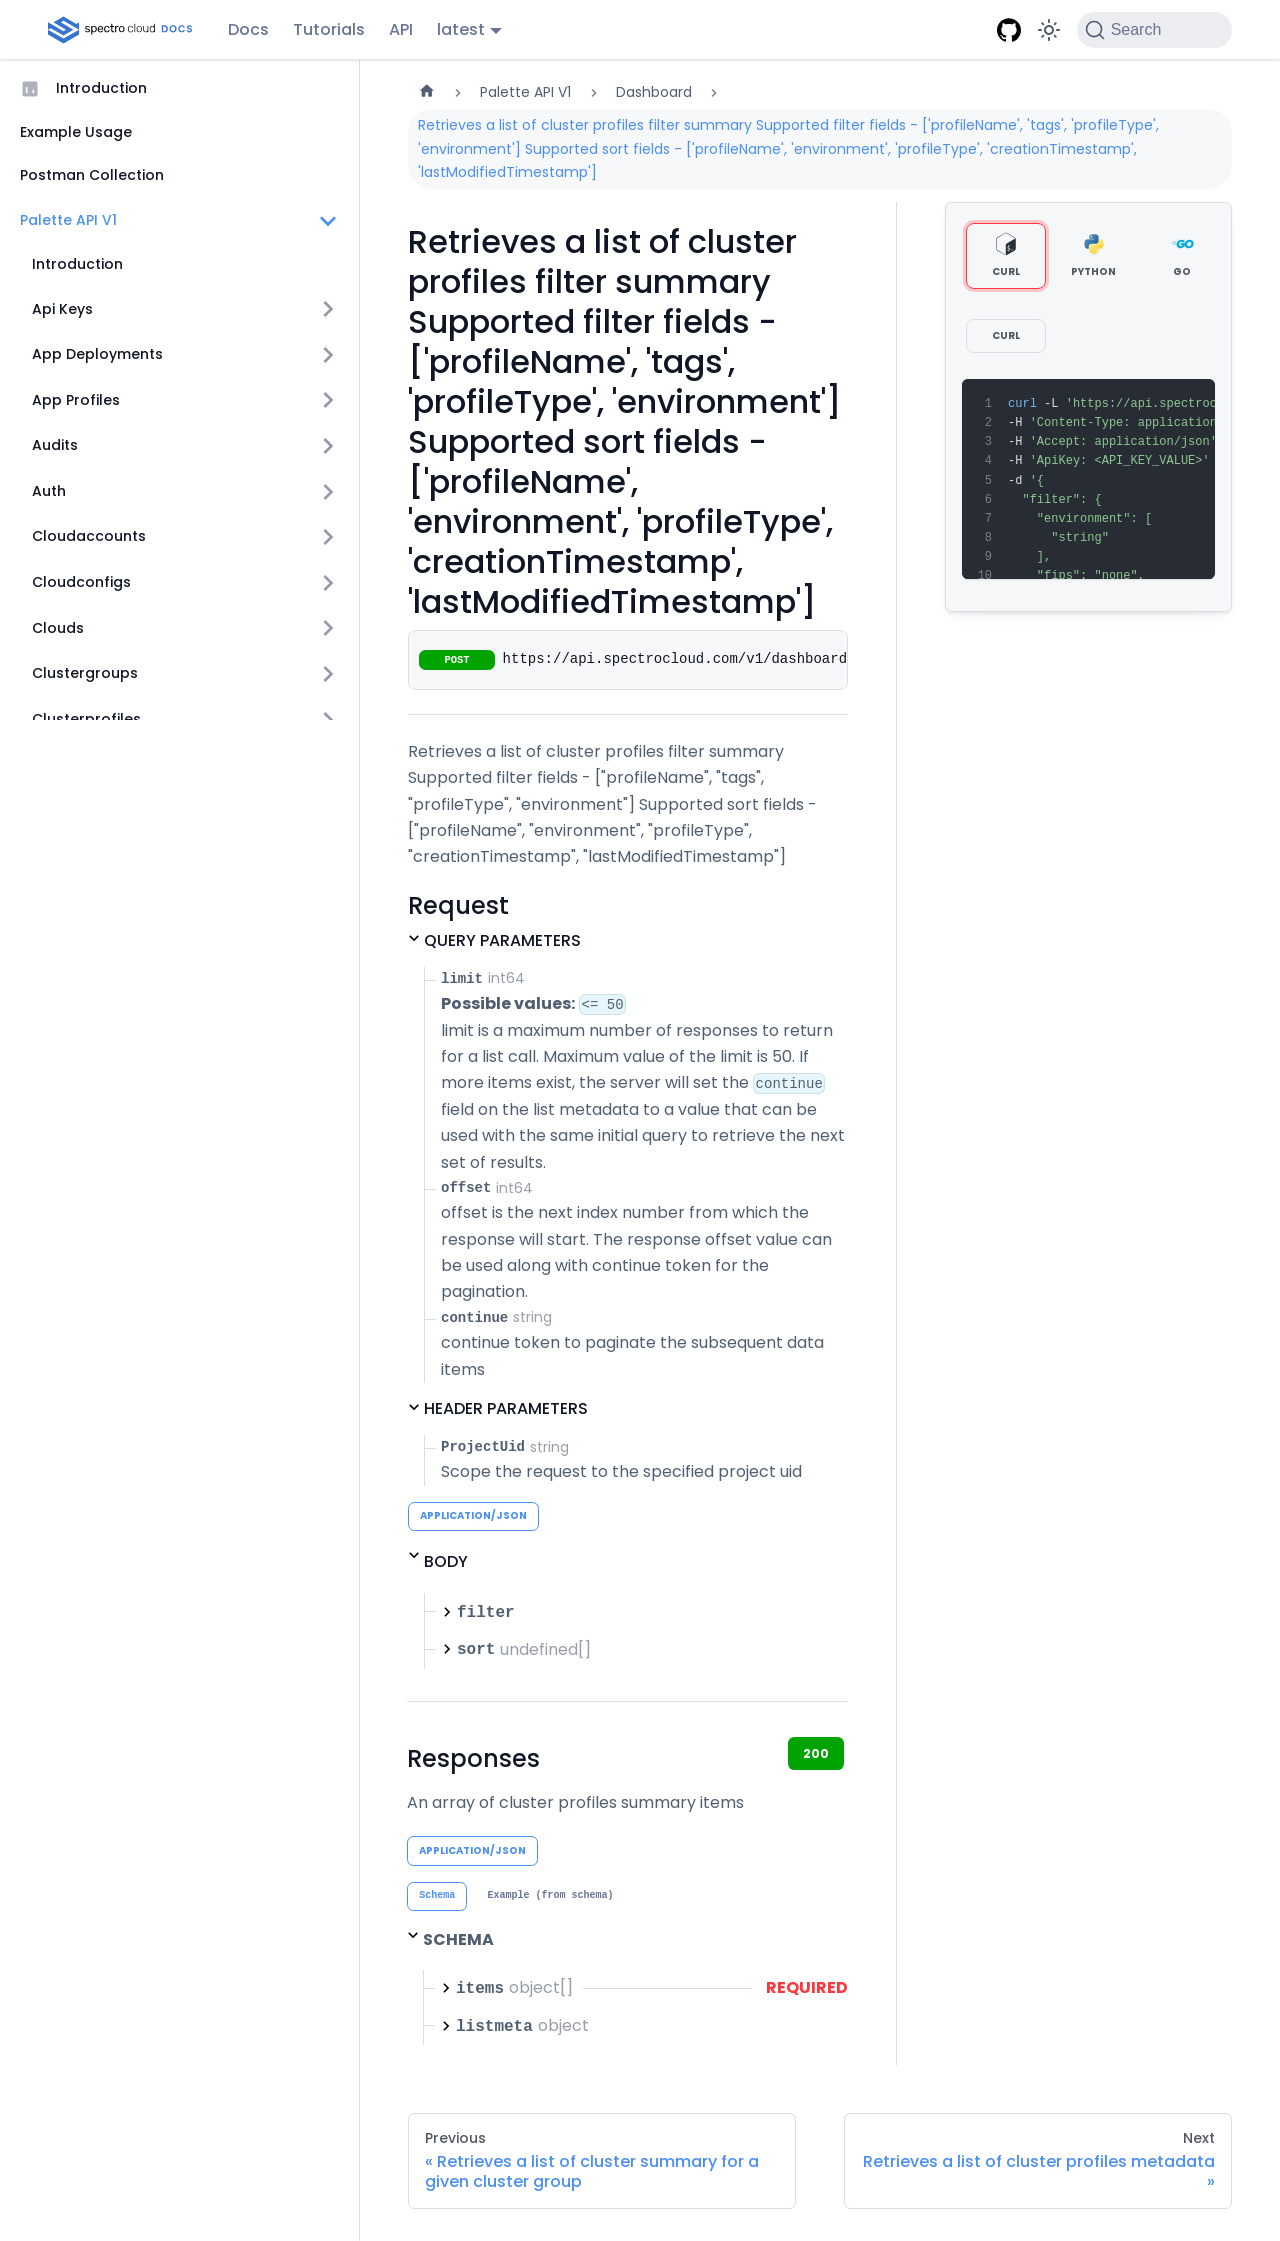 spectro cloud DOCS
Docs
Tutorials
API
latest
Search
Introduction
Example Usage
Postman Collection
Palette API V1
Introduction
Api Keys
App Deployments
App Profiles
Audits
Auth
Cloudaccounts
Cloudconfigs
Clouds
Clustergroups
Clusterprofiles
Palette API V1
Dashboard
Retrieves a list of cluster profiles filter summary Supported filter fields - ['profileName', 'tags', 'profileType',
'environment'] Supported sort fields - ['profileName', 'environment', 'profileType', 'creationTimestamp',
'lastModifiedTimestamp']
Retrieves a list of cluster
profiles filter summary
Supported filter fields -
['profileName', 'tags',
'profileType', 'environment']
Supported sort fields -
['profileName',
'environment', 'profileType',
'creationTimestamp',
'lastModifiedTimestamp']
POST https://api.spectrocloud.com/v1/dashboard
Retrieves a list of cluster profiles filter summary
Supported filter fields - ["profileName", "tags",
"profileType", "environment"] Supported sort fields -
["profileName", "environment", "profileType",
"creationTimestamp", "lastModifiedTimestamp"]
Request
QUERY PARAMETERS
limit int64
Possible values: <= 50
limit is a maximum number of responses to return
for a list call. Maximum value of the limit is 50. If
more items exist, the server will set the continue
field on the list metadata to a value that can be
used with the same initial query to retrieve the next
set of results.
offset int64
offset is the next index number from which the
response will start. The response offset value can
be used along with continue token for the
pagination.
continue string
continue token to paginate the subsequent data
items
HEADER PARAMETERS
ProjectUid string
Scope the request to the specified project uid
APPLICATION/JSON
BODY
filter
sort undefined[]
Responses
200
An array of cluster profiles summary items
APPLICATION/JSON
Schema
Example (from schema)
SCHEMA
items object[] REQUIRED
listmeta object
CURL
PYTHON
GO
CURL
1 curl -L 'https://api.spectroc
2 -H 'Content-Type: application
3 -H 'Accept: application/json'
4 -H 'ApiKey: <API_KEY_VALUE>'
5 -d '{
6 "filter": {
7 "environment": [
8 "string"
9 ],
10 "fips": "none",
Previous
« Retrieves a list of cluster summary for a
given cluster group
Next
Retrieves a list of cluster profiles metadata
»